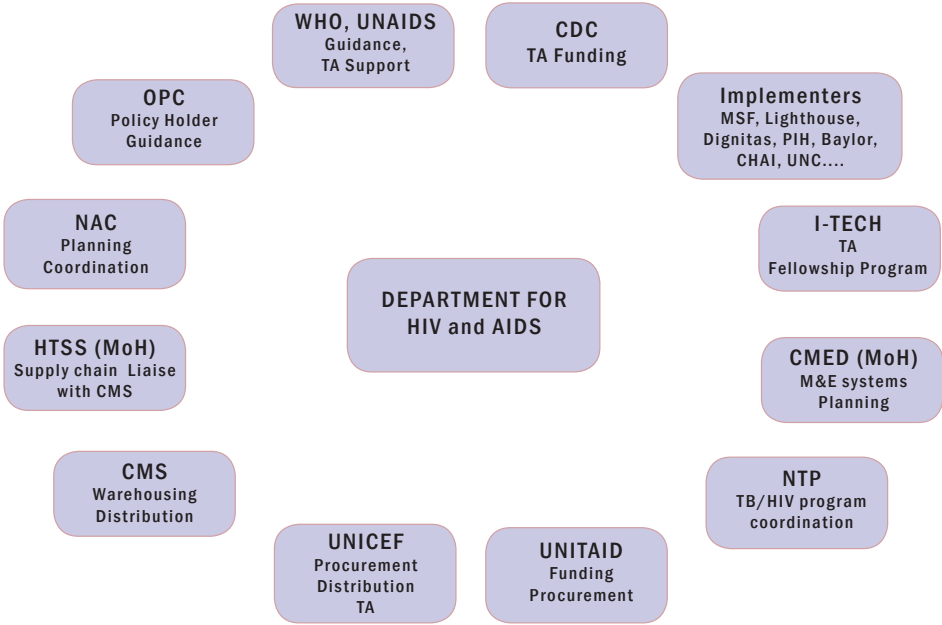 WHO, UNAIDS
Guidance,
TA Support
CDC
TA Funding
OPC
Policy Holder
Guidance
Implementers
MSF, Lighthouse,
Dignitas, PIH, Baylor,
CHAI, UNC....
NAC
Planning
Coordination
I-TECH
TA
Fellowship Program
DEPARTMENT FOR
HIV and AIDS
HTSS (MoH)
Supply chain Liaise
with CMS
CMED (MoH)
M&E systems
Planning
CMS
Warehousing
Distribution
NTP
TB/HIV program
coordination
UNICEF
Procurement
Distribution
TA
UNITAID
Funding
Procurement